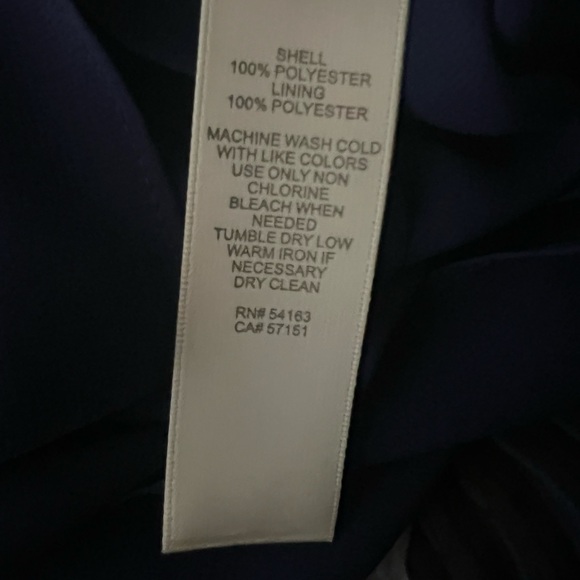 SHELL
100% POLYESTER
LINING
100% POLYESTER
MACHINE WASH COLD
WITH LIKE COLORS
USE ONLY NON
CHLORINE
BLEACH WHEN
NEEDED
TUMBLE DRY LOW
WARM IRON IF
NECESSARY
DRY CLEAN
RN# 54163
CA# 57151